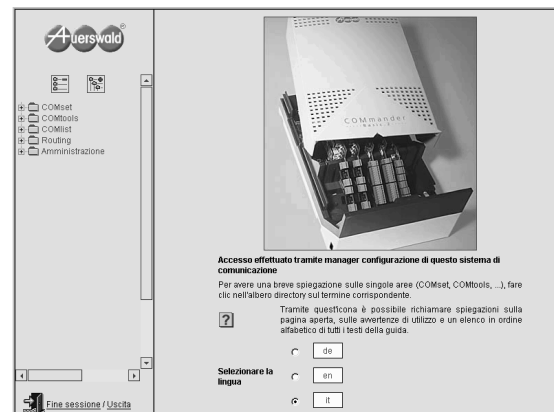 Auerswald
COMset
COMtools
COMlist
Routing
Amministrazione
Fine sessione / Uscita
COMmander
Accesso effettuato tramite manager configurazione di questo sistema di
comunicazione
Per avere una breve spiegazione sulle singole aree (COMset, COMtools, ...), fare
clic nell'albero directory sul termine corrispondente.
?
Tramite quest'icona è possibile richiamare spiegazioni sulla
pagina aperta, sulle avvertenze di utilizzo e un elenco in ordine
alfabetico di tutti i testi della guida.
Selezionare la
lingua
de
en
it